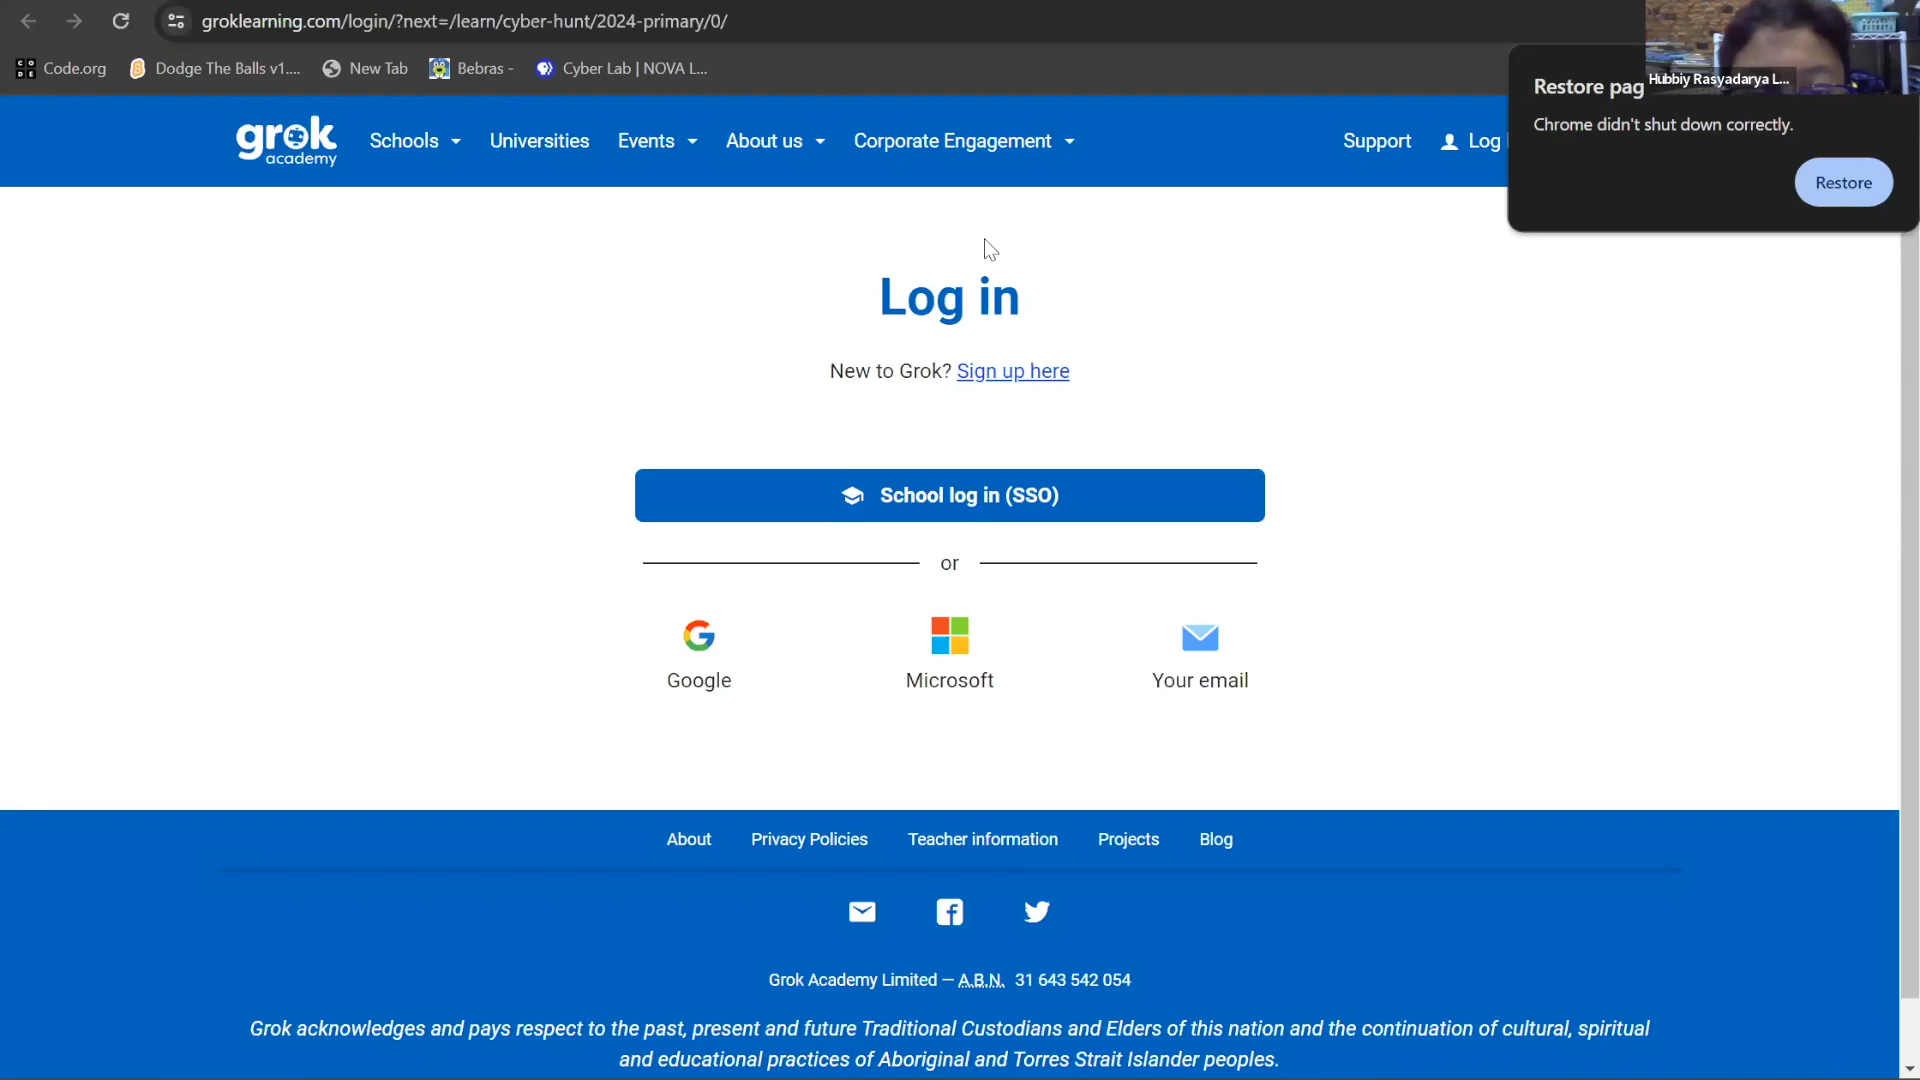 groklearning.com/login/?next=/learn/cyber-hunt/2024-primary/0/
Code.org
Dodge The Balls v1....
New Tab
Bebras -
Cyber Lab | NOVA L...
Hubbiy Rasyadarya L...
Restore pag
Chrome didn't shut down correctly.
Restore
grok
academy
Schools
Universities
Events
About us
Corporate Engagement
Support
Log
Log in
New to Grok? Sign up here
School log in (SSO)
or
Google
Microsoft
Your email
About
Privacy Policies
Teacher information
Projects
Blog
Grok Academy Limited — A.B.N. 31 643 542 054
Grok acknowledges and pays respect to the past, present and future Traditional Custodians and Elders of this nation and the continuation of cultural, spiritual
and educational practices of Aboriginal and Torres Strait Islander peoples.